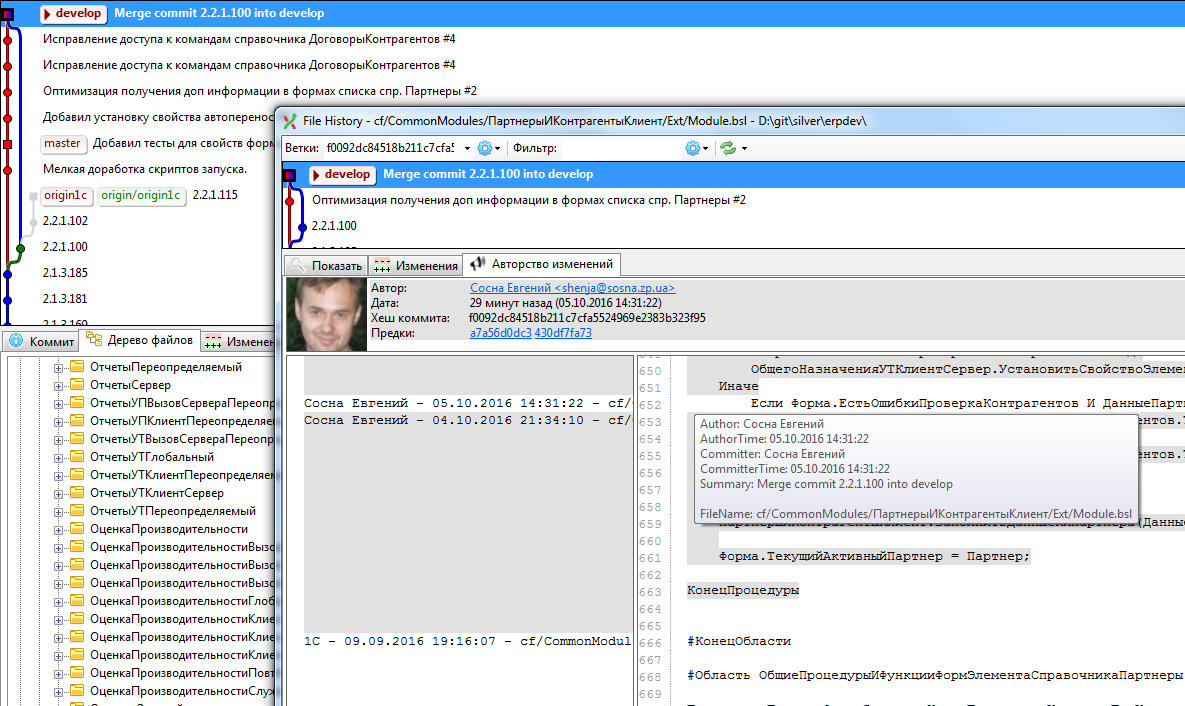 develop Merge commit 2.2.1.100 into develop
Исправление доступа к командам справочника ДоговорыКонтрагентов #4
Исправление доступа к командам справочника ДоговорыКонтрагентов #4
Оптимизация получения доп информации в формах списка спр. Партнеры #2
Добавил установку свойства автоперенос
master Добавил тесты для свойств форм
Мелкая доработка скриптов запуска.
origin1c origin/origin1c 2.2.1.115
2.2.1.102
2.2.1.100
2.1.3.185
2.1.3.181
2.1.3.169
Коммит Дерево файлов Изменен
ОтчетыПереопределяемый
ОтчетыСервер
ОтчетыУПВызовСервераПереопр
ОтчетыУПКлиентПереопределяем
ОтчетыУТВызовСервераПереопр
ОтчетыУТГлобальный
ОтчетыУТКлиентПереопределяем
ОтчетыУТКлиентСервер
ОтчетыУТПереопределяемый
ОценкаПроизводительности
ОценкаПроизводительностиВызо
ОценкаПроизводительностиВызо
ОценкаПроизводительностиВызо
ОценкаПроизводительностиГлоб
ОценкаПроизводительностиКлие
ОценкаПроизводительностиКлие
ОценкаПроизводительностиКлие
ОценкаПроизводительностиПовт
ОценкаПроизводительностиСлуж
File History - cf/CommonModules/ПартнерыИКонтрагентыКлиент/Ext/Module.bsl - D:\git\silver\erpdev\
Ветки: f0092dc84518b211c7cfa5 Фильтр:
develop Merge commit 2.2.1.100 into develop
Оптимизация получения доп информации в формах списка спр. Партнеры #2
2.2.1.100
Показать Изменения Авторство изменений
Автор: Сосна Евгений <shenja@sosna.zp.ua>
Дата: 29 минут назад (05.10.2016 14:31:22)
Хеш коммита: f0092dc84518b211c7cfa5524969e2383b323f95
Предки: a7a56d0dc3 430df7fa73
Сосна Евгений - 05.10.2016 14:31:22 - cf/
Сосна Евгений - 04.10.2016 21:34:10 - cf/
1С - 09.09.2016 19:16:07 - cf/CommonModul
650 ОбщегоНазначенияУТКлиентСервер.УстановитьСвойствоЭлемен
651 Иначе
652 Если Форма.ЕстьОшибкиПроверкаКонтрагентов И ДанныеПартн
653 ентов.
654
655 ентов.
656
657
658
659 (Данны
660
661 Форма.ТекущийАктивныйПартнер = Партнер;
662
663 КонецПроцедуры
664
665
666 #КонецОбласти
667
668 #Область ОбщиеПроцедурыИФункцииФормЭлементаСправочникаПартнеры
669
Author: Сосна Евгений
AuthorTime: 05.10.2016 14:31:22
Committer: Сосна Евгений
CommitterTime: 05.10.2016 14:31:22
Summary: Merge commit 2.2.1.100 into develop
FileName: cf/CommonModules/ПартнерыИКонтрагентыКлиент/Ext/Module.bsl